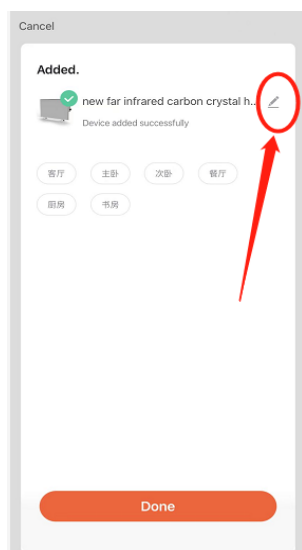 Cancel
Added.
new far infrared carbon crystal h...
Device added successfully
客厅 主卧 次卧 餐厅
厨房 书房
Done